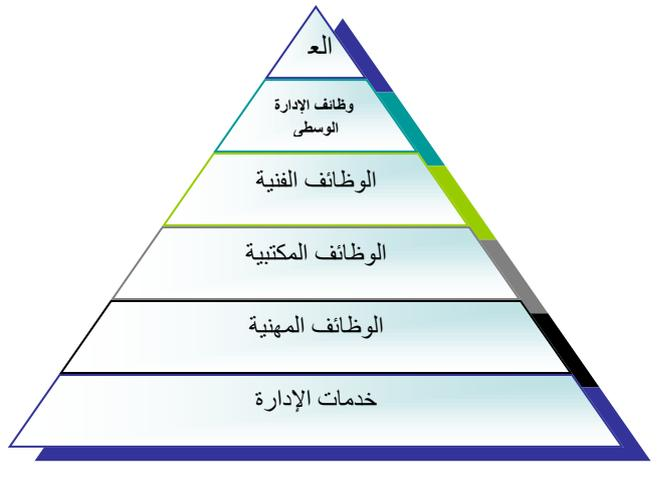 الع
وظائف الإدارة
الوسطى
الوظائف الفنية
الوظائف المكتبية
الوظائف المهنية
خدمات الإدارة